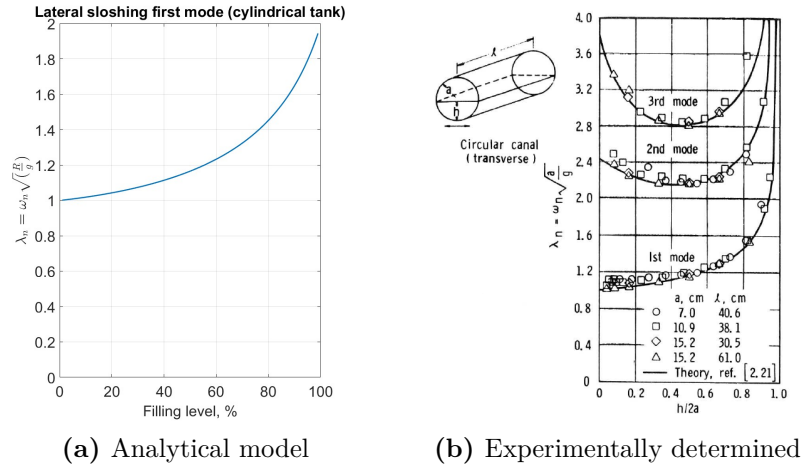 Lateral sloshing first mode (cylindrical tank)
2
1.8
1.6
1.4
1.2
1
0.8
0.6
0.4
0.2
0
λn = ωn√(R/g)
0 20 40 60 80 100
Filling level, %
(a) Analytical model
ℓ
a
h
Circular canal
(transverse)
4.0
3.6
3.2
2.8
2.4
2.0
1.6
1.2
0.8
0.4
0
λn = ωn√a/g
3rd mode
2nd mode
1st mode
a, cm ℓ, cm
○ 7.0 40.6
□ 10.9 38.1
◇ 15.2 30.5
△ 15.2 61.0
— Theory, ref. [2.21]
0 0.2 0.4 0.6 0.8 1.0
h/2a
(b) Experimentally determined